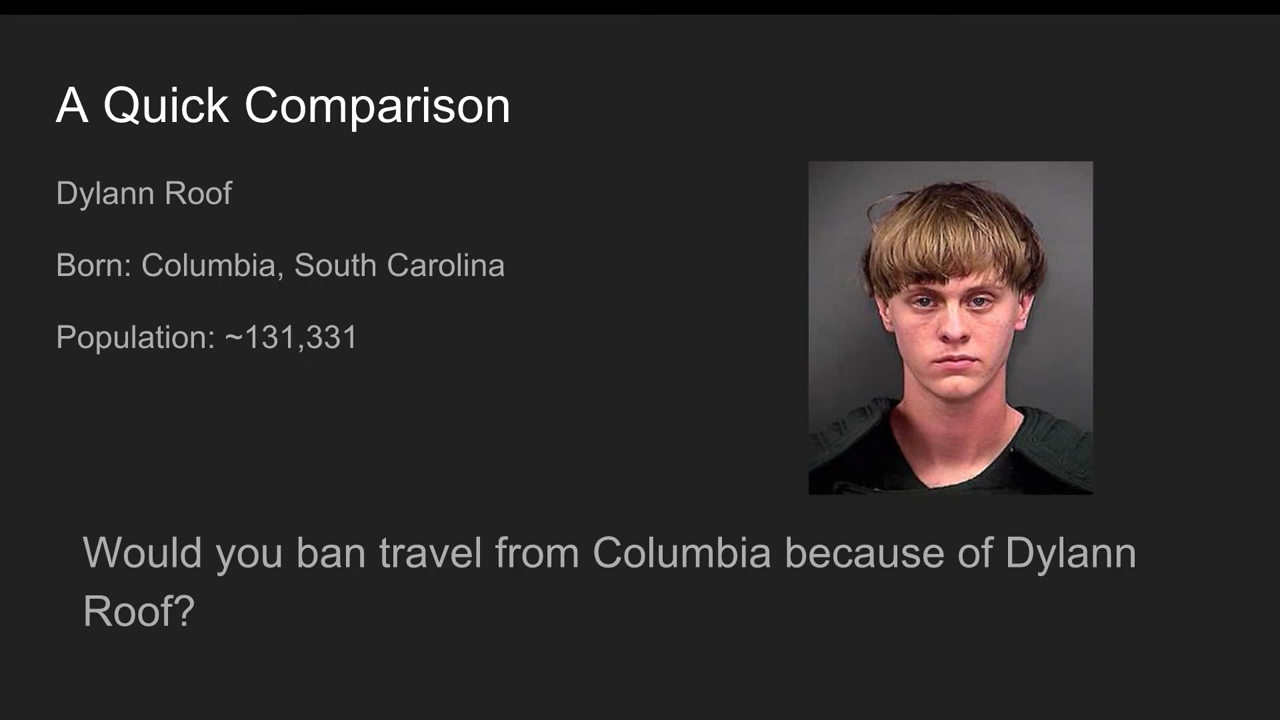 A Quick Comparison
Dylann Roof
Born: Columbia, South Carolina
Population: ~131,331
Would you ban travel from Columbia because of Dylann
Roof?